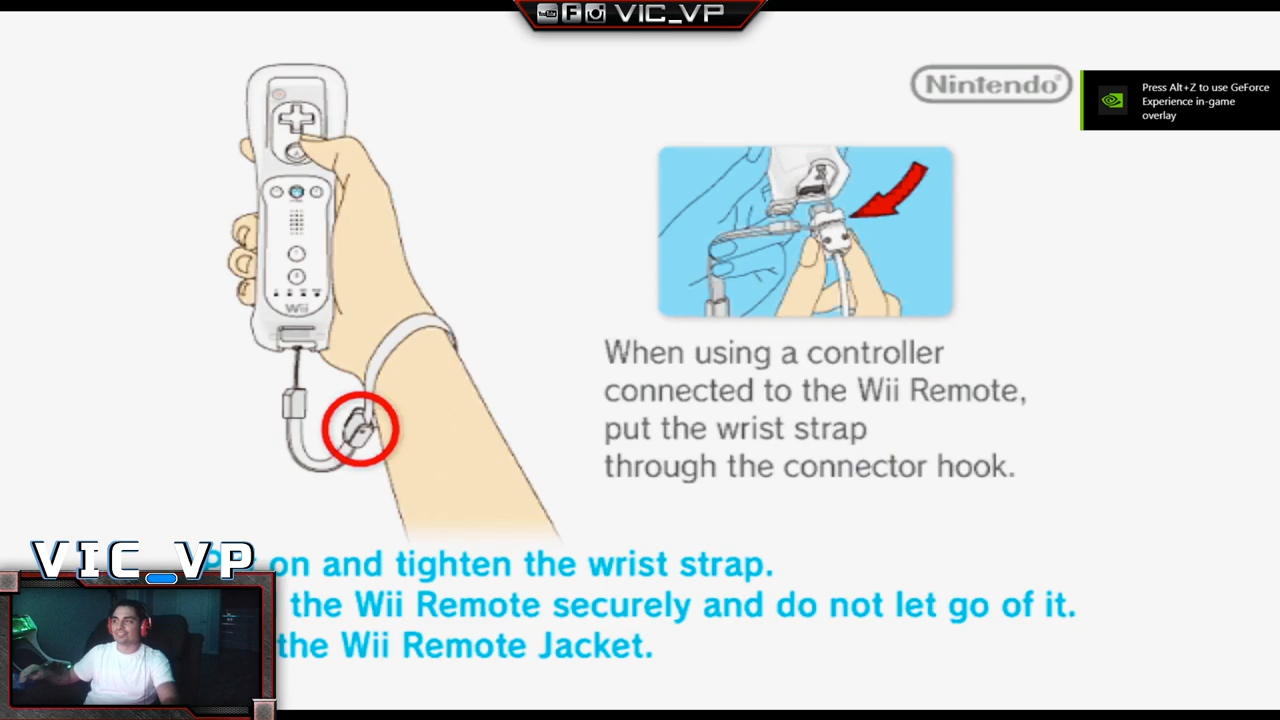 VIC_VP
Nintendo®
Press Alt+Z to use GeForce
Experience in-game
overlay
Wii
When using a controller
connected to the Wii Remote,
put the wrist strap
through the connector hook.
VIC_VP
on and tighten the wrist strap.
the Wii Remote securely and do not let go of it.
the Wii Remote Jacket.